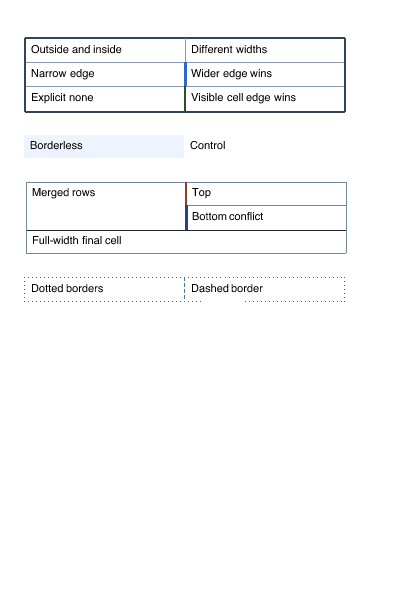 Outside and inside
Different widths
Narrow edge
Wider edge wins
Explicit none
Visible cell edge wins
Borderless
Control
Merged rows
Top
Bottom conflict
Full-width final cell
Dotted borders
Dashed border